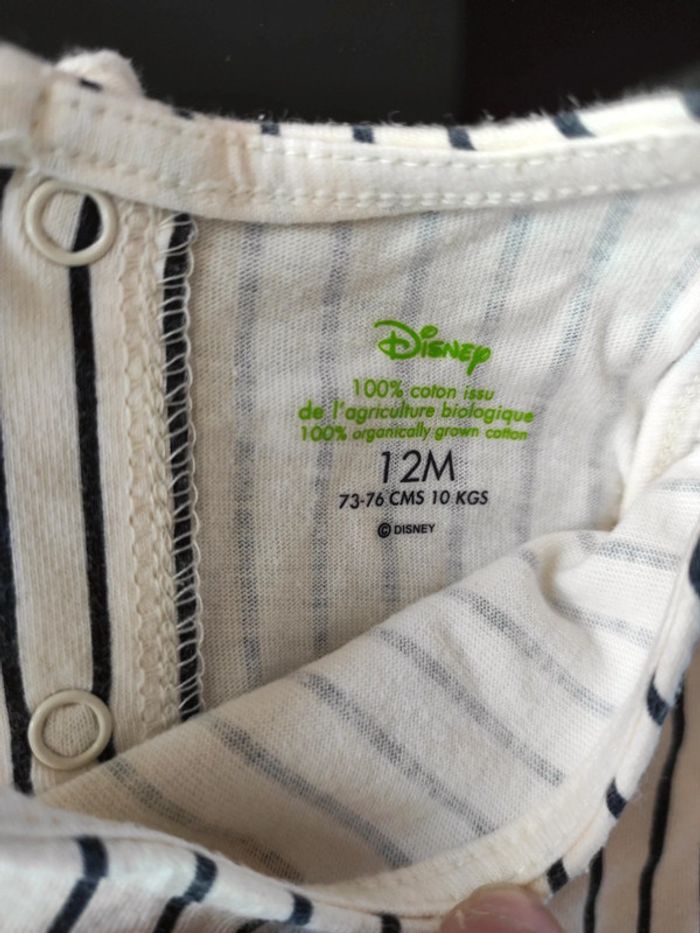 Disney
100% coton issu
de l'agriculture biologique
100% organically grown cotton
12M
73-76 CMS 10 KGS
© DISNEY